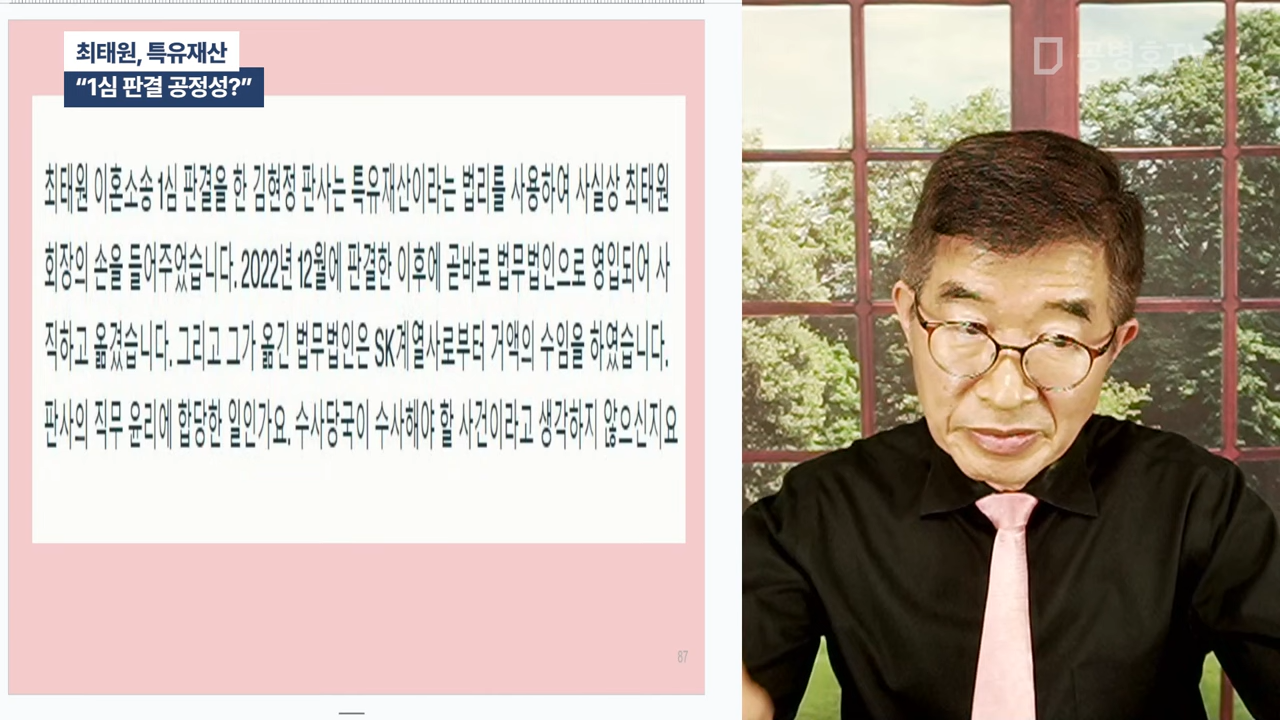 최태원, 특유재산
“1심 판결 공정성?”
최태원 이혼소송 1심 판결을 한 김현정 판사는 특유재산이라는 법리를 사용하여 사실상 최태원
회장의 손을 들어주었습니다. 2022년 12월에 판결한 이후에 곧바로 법무법인으로 영입되어 사
직하고 옮겼습니다. 그리고 그가 옮긴 법무법인은 SK계열사로부터 거액의 수임을 하였습니다.
판사의 직무 윤리에 합당한 일인가요. 수사당국이 수사해야 할 사건이라고 생각하지 않으신지요
87
공병호TV